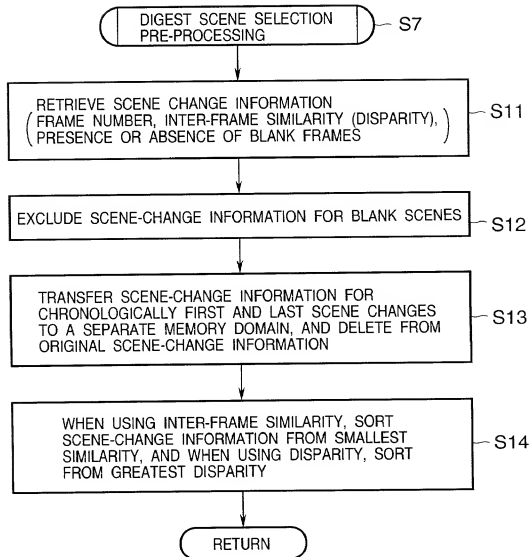 DIGEST SCENE SELECTION
PRE-PROCESSING
S7
RETRIEVE SCENE CHANGE INFORMATION
(FRAME NUMBER, INTER-FRAME SIMILARITY (DISPARITY),
PRESENCE OR ABSENCE OF BLANK FRAMES)
S11
EXCLUDE SCENE-CHANGE INFORMATION FOR BLANK SCENES
S12
TRANSFER SCENE-CHANGE INFORMATION FOR
CHRONOLOGICALLY FIRST AND LAST SCENE CHANGES
TO A SEPARATE MEMORY DOMAIN, AND DELETE FROM
ORIGINAL SCENE-CHANGE INFORMATION
S13
WHEN USING INTER-FRAME SIMILARITY, SORT
SCENE-CHANGE INFORMATION FROM SMALLEST
SIMILARITY, AND WHEN USING DISPARITY, SORT
FROM GREATEST DISPARITY
S14
RETURN